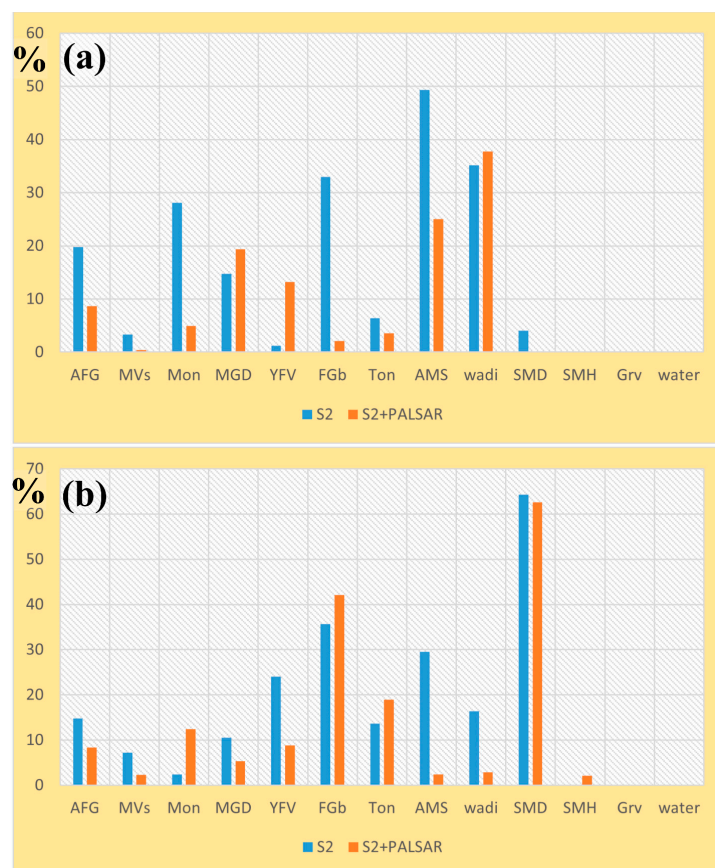 60
% (a)
50
40
30
20
10
0
AFG MVs Mon MGD YFV FGb Ton AMS wadi SMD SMH Grv water
S2 S2+PALSAR
70
% (b)
60
50
40
30
20
10
0
AFG MVs Mon MGD YFV FGb Ton AMS wadi SMD SMH Grv water
S2 S2+PALSAR